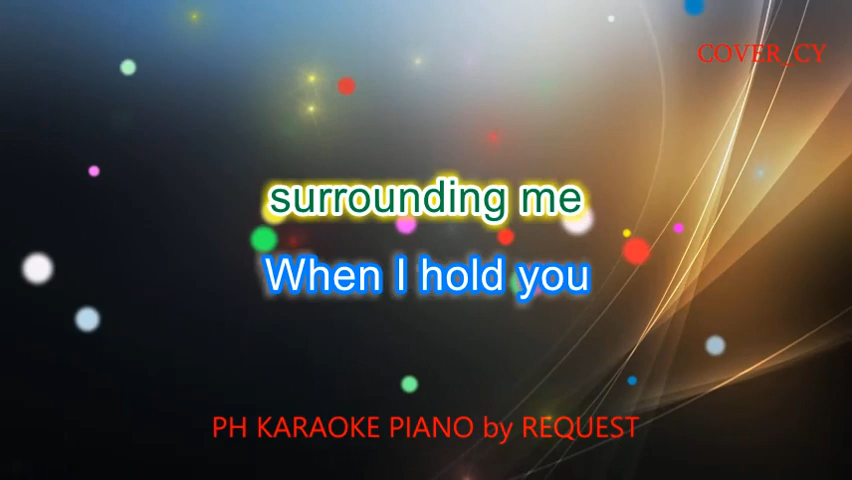 COVER_CY
surrounding me
When I hold you
PH KARAOKE PIANO by REQUEST